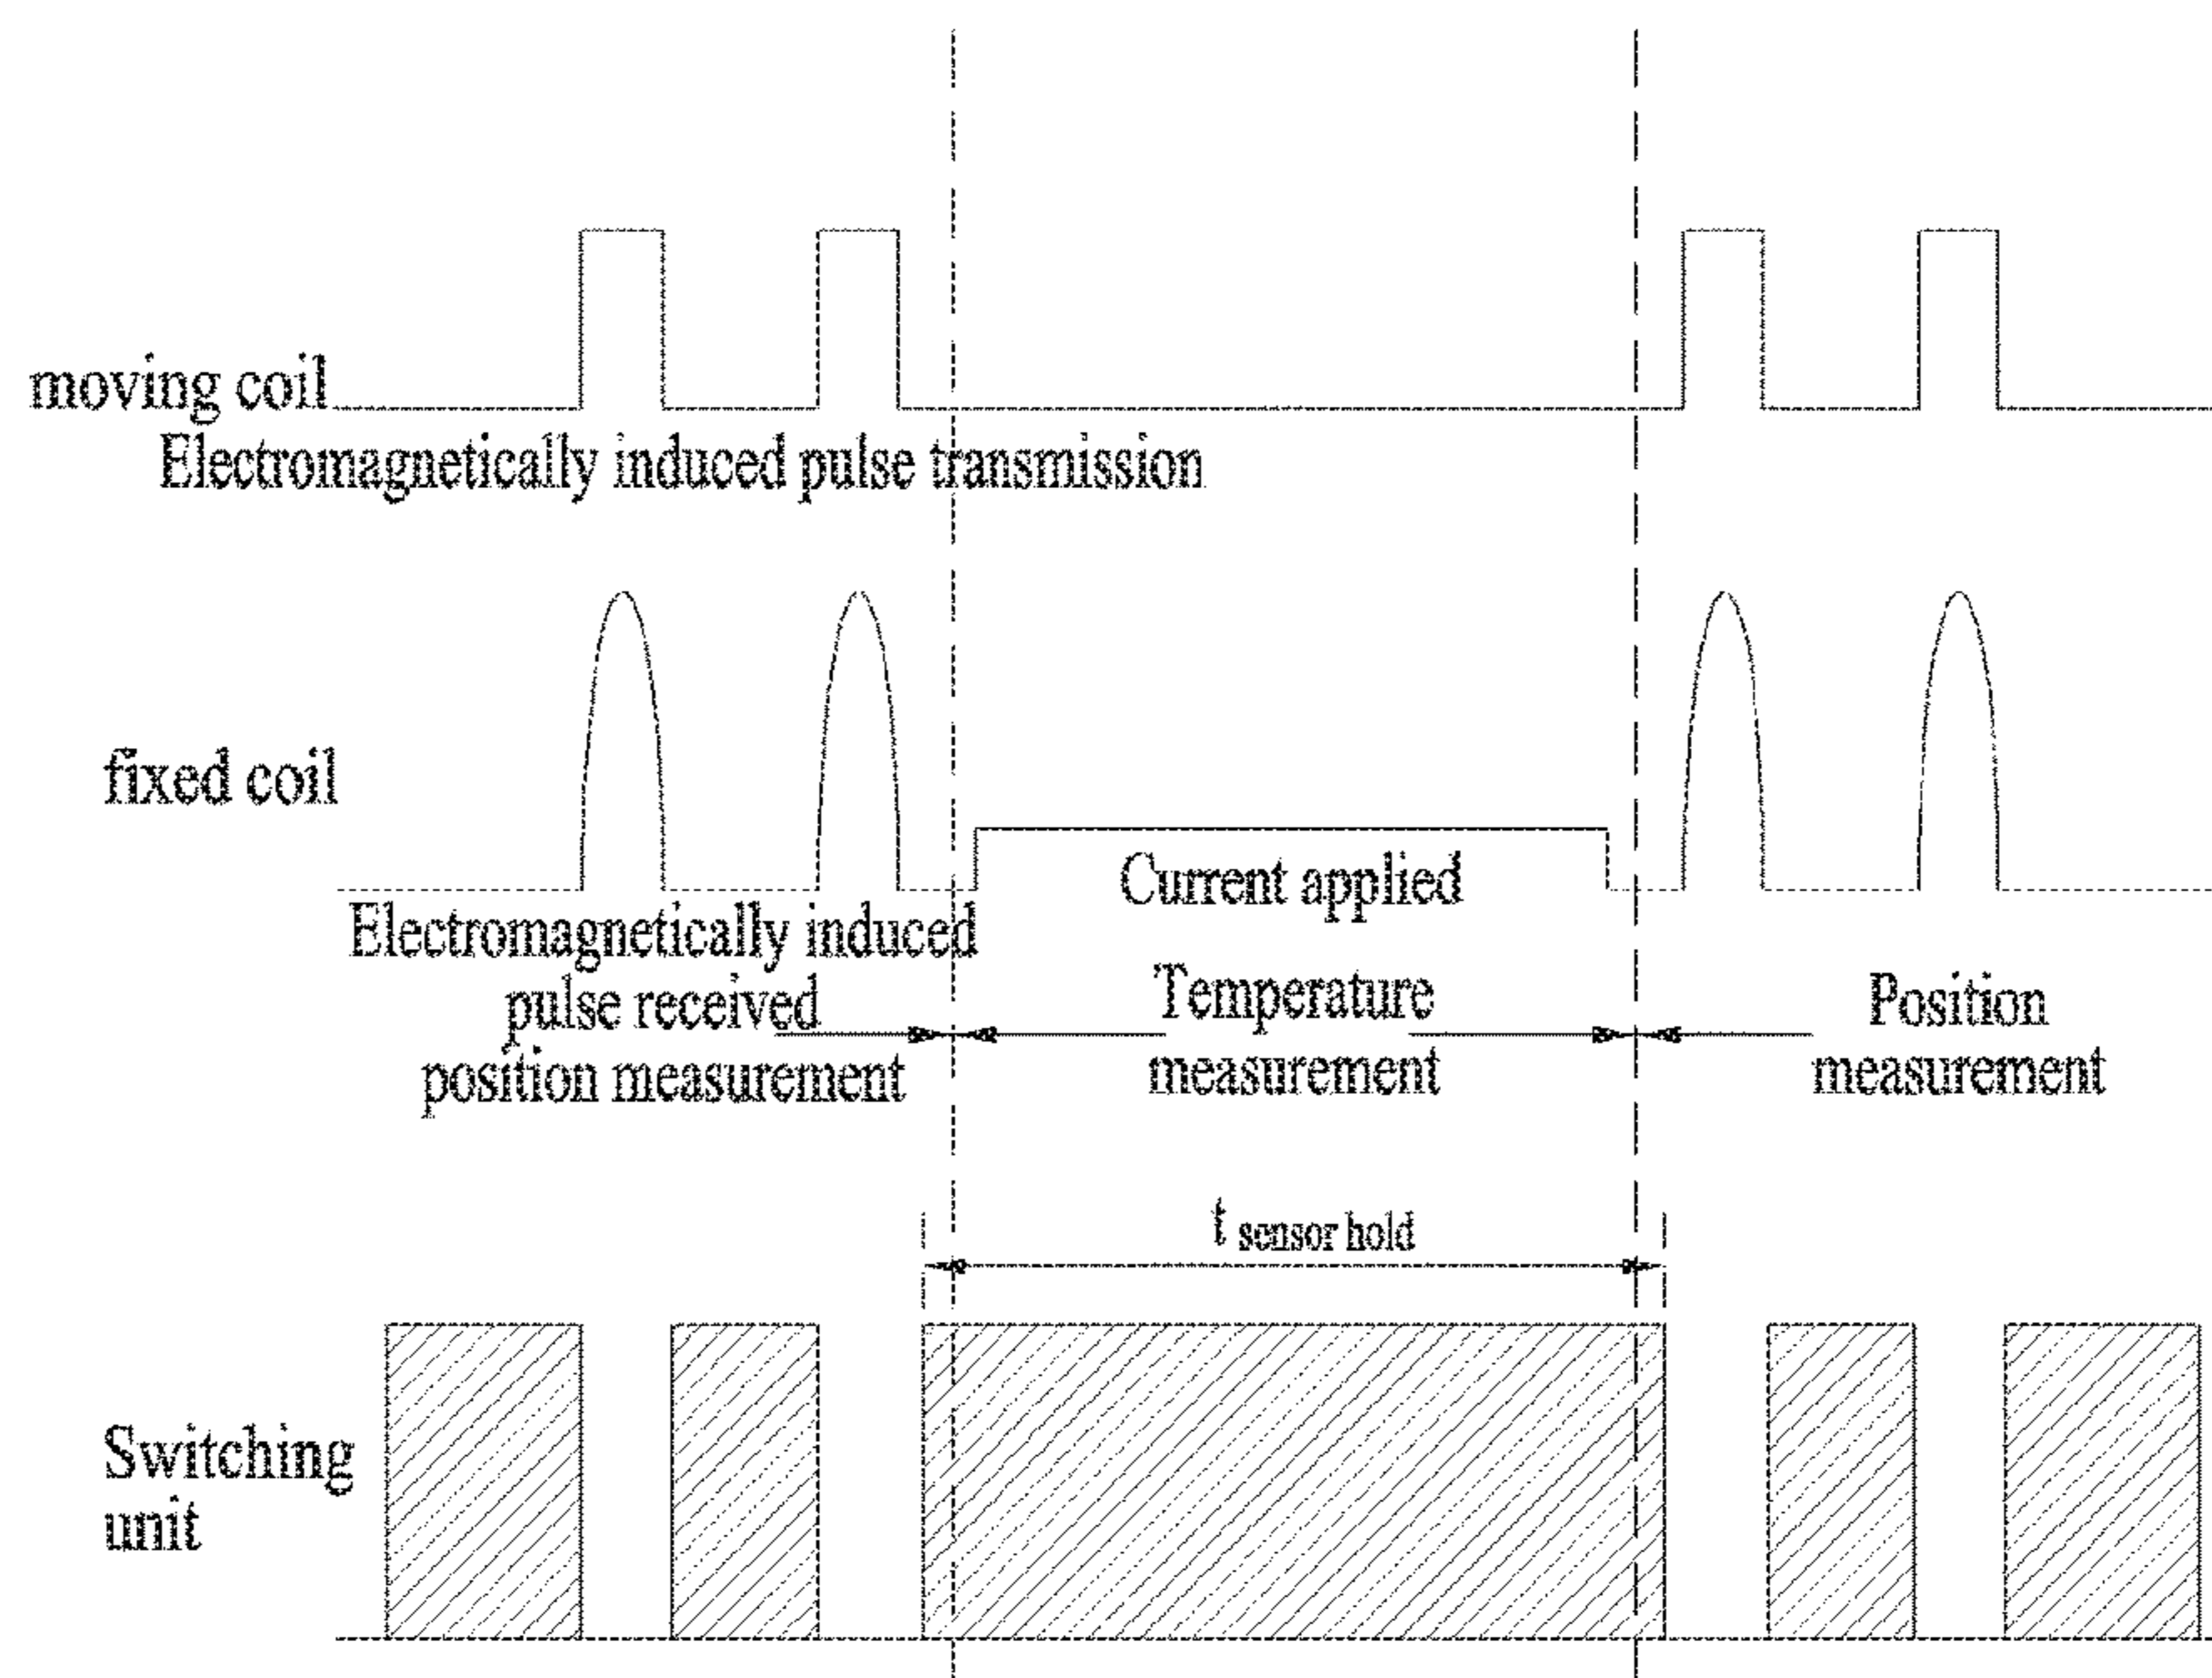 moving coil
Electromagnetically induced pulse transmission
fixed coil
Current applied
Electromagnetically induced
pulse received
position measurement
Temperature
measurement
Position
measurement
t sensor hold
Switching
unit